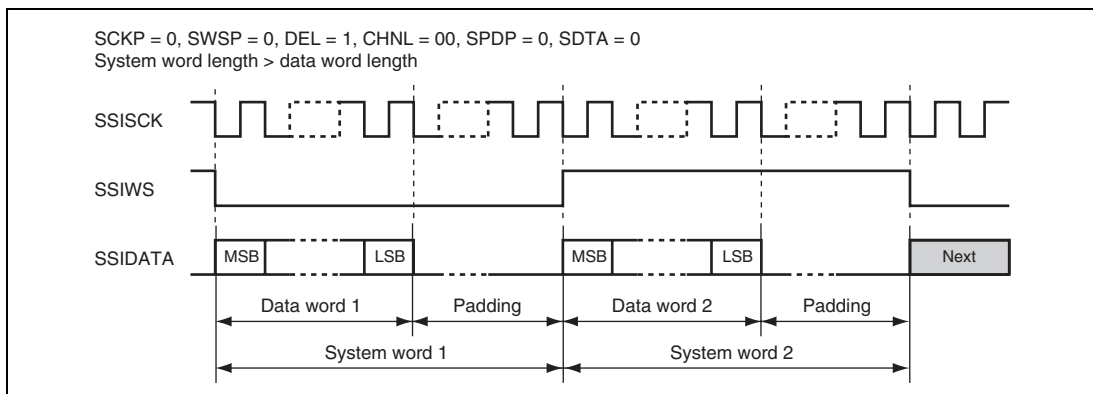 SCKP = 0, SWSP = 0, DEL = 1, CHNL = 00, SPDP = 0, SDTA = 0
System word length > data word length
SSISCK
SSIWS
SSIDATA
MSB LSB MSB LSB Next
Data word 1 Padding Data word 2 Padding
System word 1 System word 2